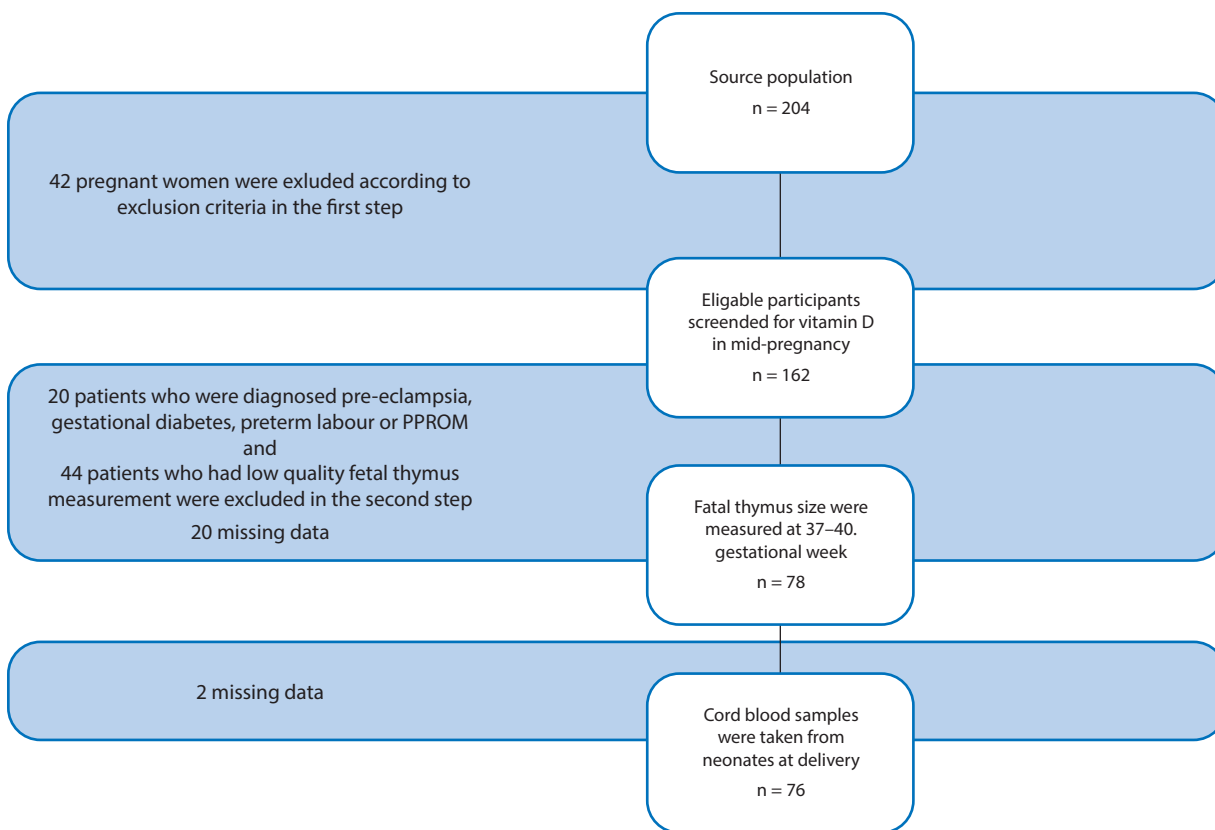 Source population
n = 204
42 pregnant women were exluded according to
exclusion criteria in the first step
Eligable participants
screended for vitamin D
in mid-pregnancy
n = 162
20 patients who were diagnosed pre-eclampsia,
gestational diabetes, preterm labour or PPROM
and
44 patients who had low quality fetal thymus
measurement were excluded in the second step
20 missing data
Fatal thymus size were
measured at 37–40.
gestational week
n = 78
2 missing data
Cord blood samples
were taken from
neonates at delivery
n = 76